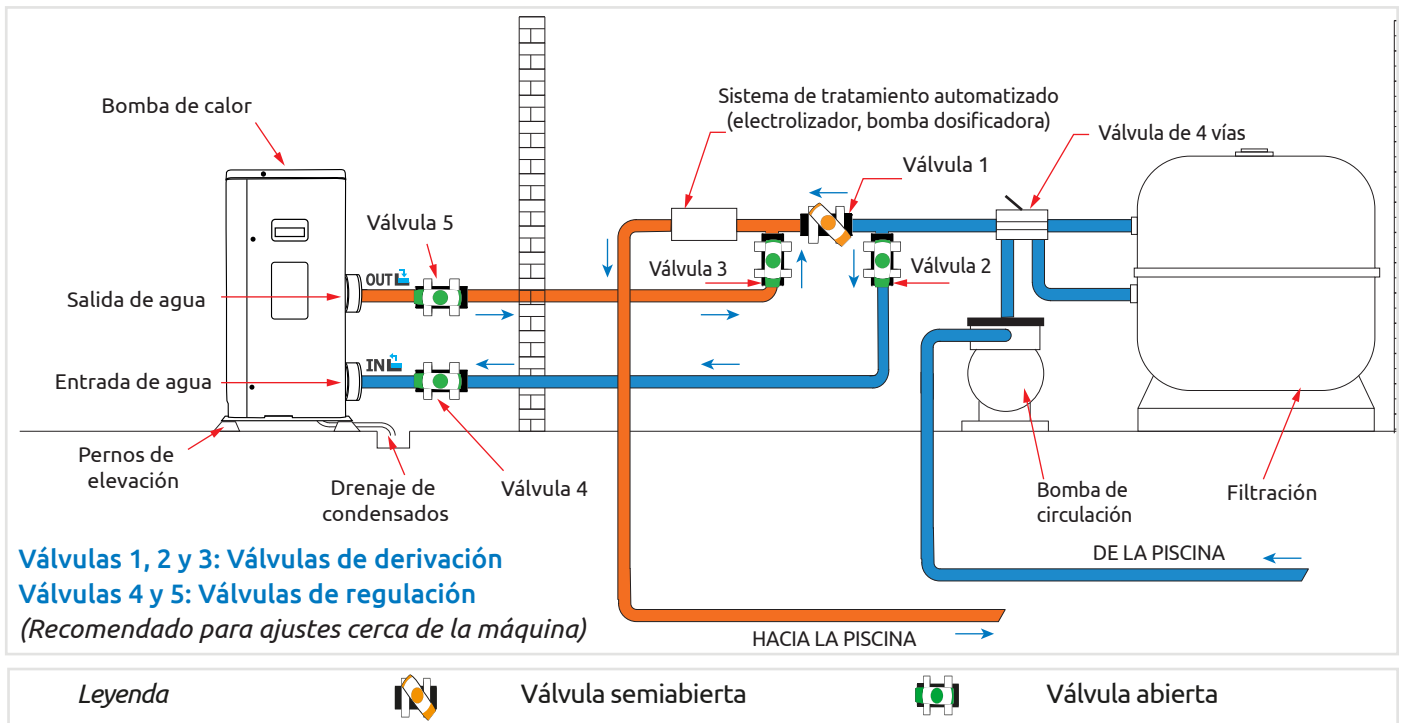 Bomba de calor
Sistema de tratamiento automatizado
(electrolizador, bomba dosificadora)
Válvula de 4 vías
Válvula 1
Válvula 5
Válvula 3
Válvula 2
OUT
Salida de agua
IN
Entrada de agua
Pernos de
elevación
Drenaje de
condensados
Válvula 4
Bomba de
circulación
Filtración
DE LA PISCINA
Válvulas 1, 2 y 3: Válvulas de derivación
Válvulas 4 y 5: Válvulas de regulación
(Recomendado para ajustes cerca de la máquina)
HACIA LA PISCINA
Leyenda
Válvula semiabierta
Válvula abierta